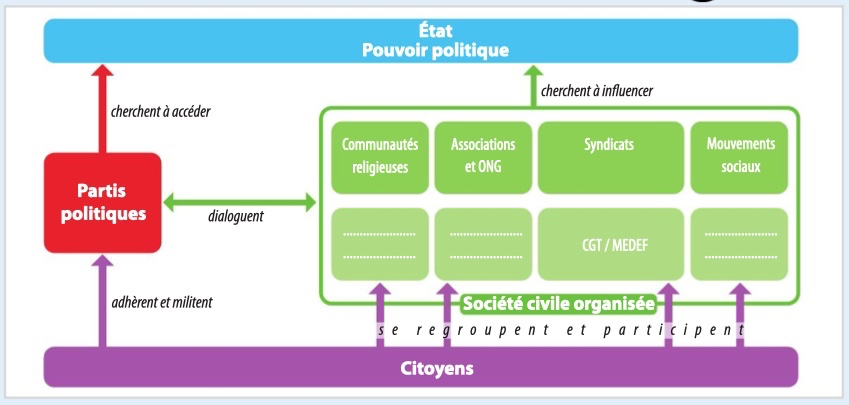 État
Pouvoir politique
cherchent à accéder
cherchent à influencer
Communautés
religieuses
Associations
et ONG
Syndicats
Mouvements
sociaux
Partis
politiques
dialoguent
....................
....................
....................
....................
CGT / MEDEF
....................
....................
adhèrent et militent
Société civile organisée
se regroupent et participent
Citoyens